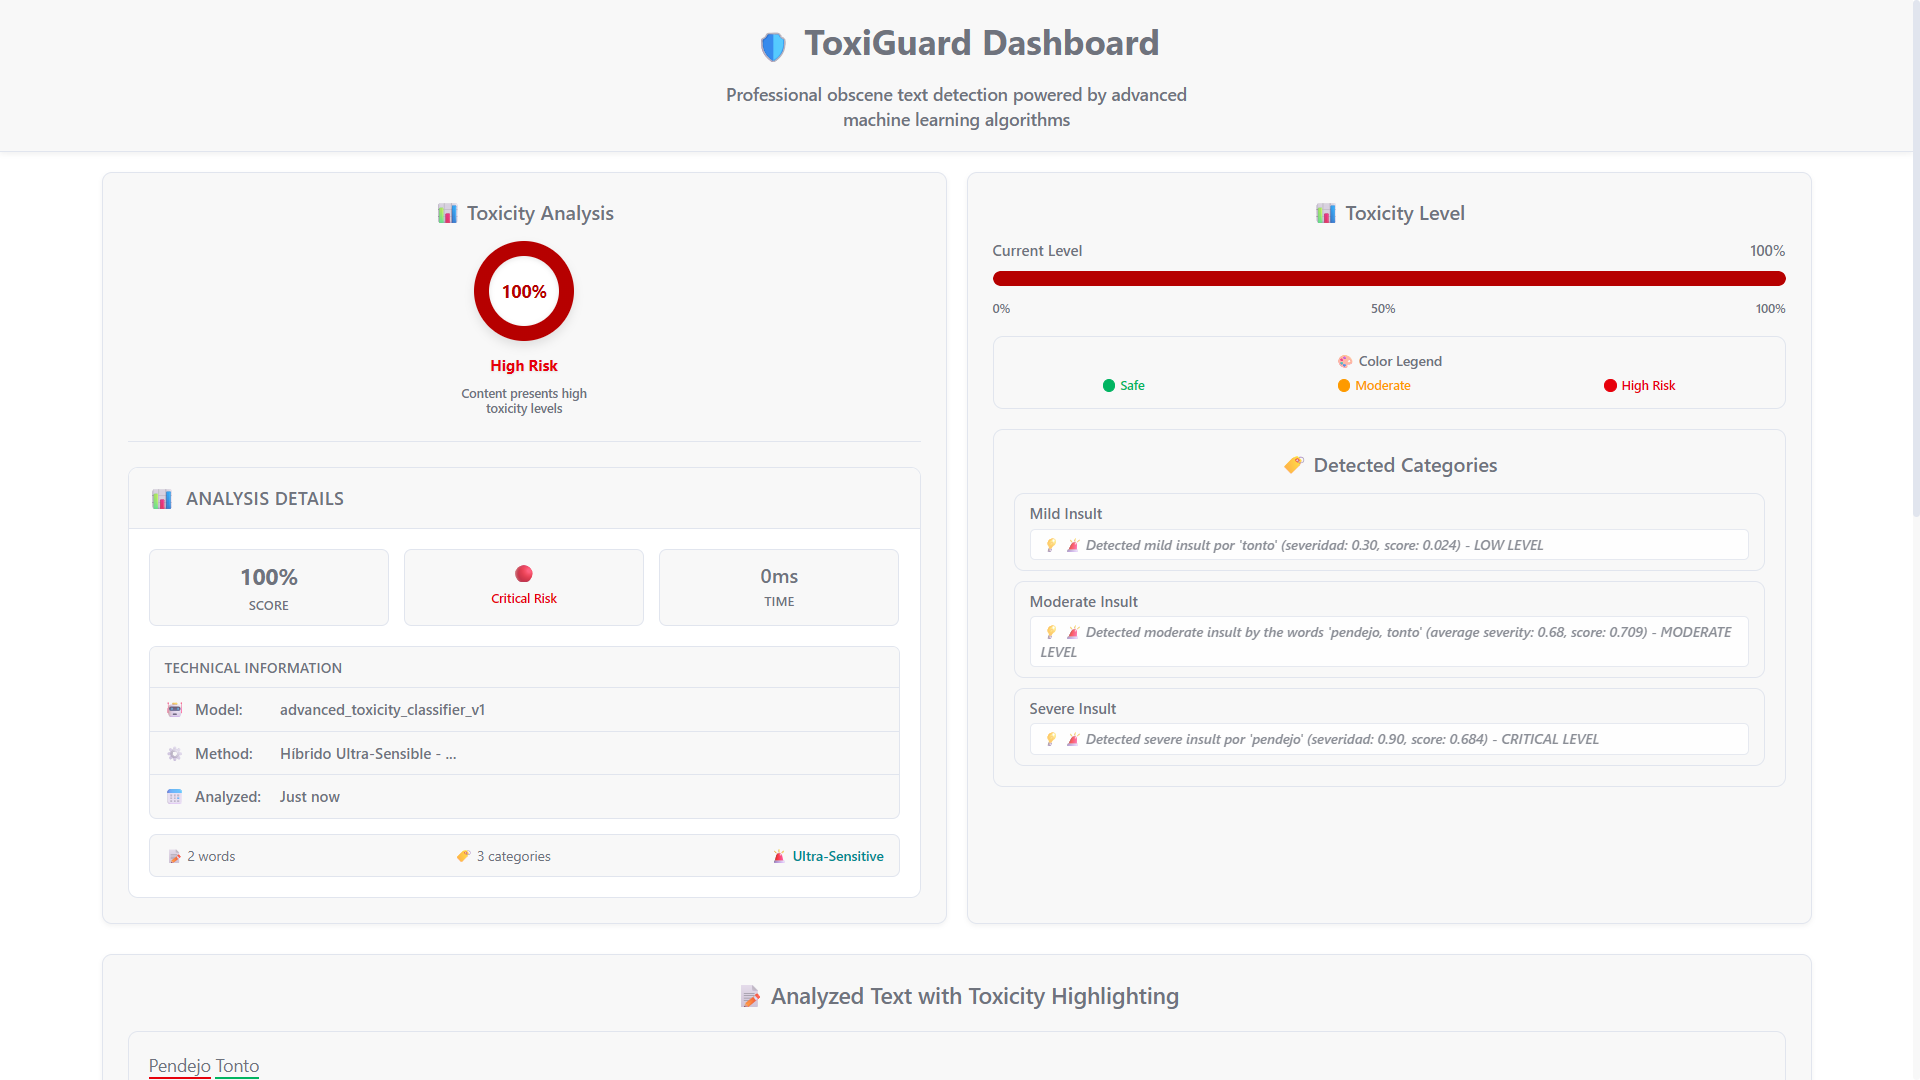 ToxiGuard Dashboard
Professional obscene text detection powered by advanced
machine learning algorithms
Toxicity Analysis
100%
High Risk
Content presents high
toxicity levels
ANALYSIS DETAILS
100%
SCORE
Critical Risk
0ms
TIME
TECHNICAL INFORMATION
Model: advanced_toxicity_classifier_v1
Method: Híbrido Ultra-Sensible - ...
Analyzed: Just now
2 words
3 categories
Ultra-Sensitive
Toxicity Level
Current Level 100%
0% 50% 100%
Color Legend
Safe Moderate High Risk
Detected Categories
Mild Insult
Detected mild insult por 'tonto' (severidad: 0.30, score: 0.024) - LOW LEVEL
Moderate Insult
Detected moderate insult by the words 'pendejo, tonto' (average severity: 0.68, score: 0.709) - MODERATE
LEVEL
Severe Insult
Detected severe insult por 'pendejo' (severidad: 0.90, score: 0.684) - CRITICAL LEVEL
Analyzed Text with Toxicity Highlighting
Pendejo Tonto